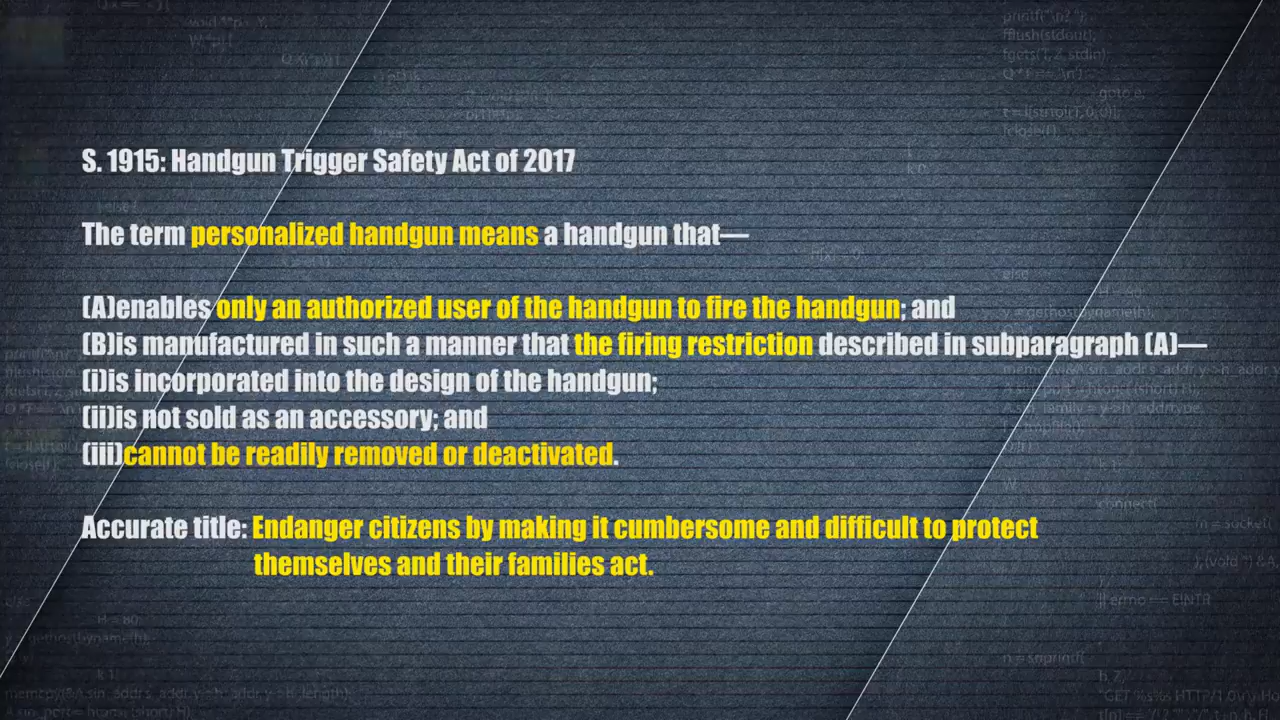 S. 1915: Handgun Trigger Safety Act of 2017
The term personalized handgun means a handgun that—
(A)enables only an authorized user of the handgun to fire the handgun; and
(B)is manufactured in such a manner that the firing restriction described in subparagraph (A)—
(i)is incorporated into the design of the handgun;
(ii)is not sold as an accessory; and
(iii)cannot be readily removed or deactivated.
Accurate title: Endanger citizens by making it cumbersome and difficult to protect
themselves and their families act.